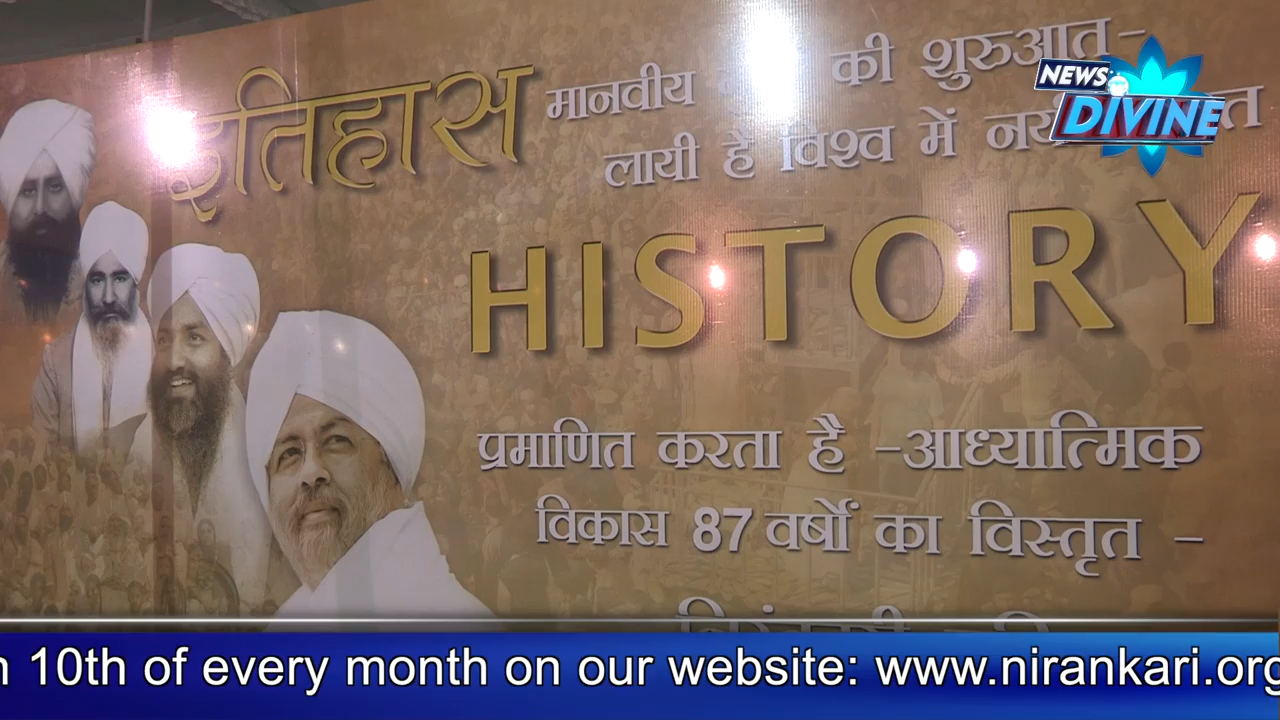 इतिहास
मानवीय की शुरुआत-
लायी है विश्व में
HISTORY
प्रमाणित करता है -आध्यात्मिक
विकास 87 वर्षो का विस्तृत -
NEWS
DIVINE
10th of every month on our website: www.nirankari.org